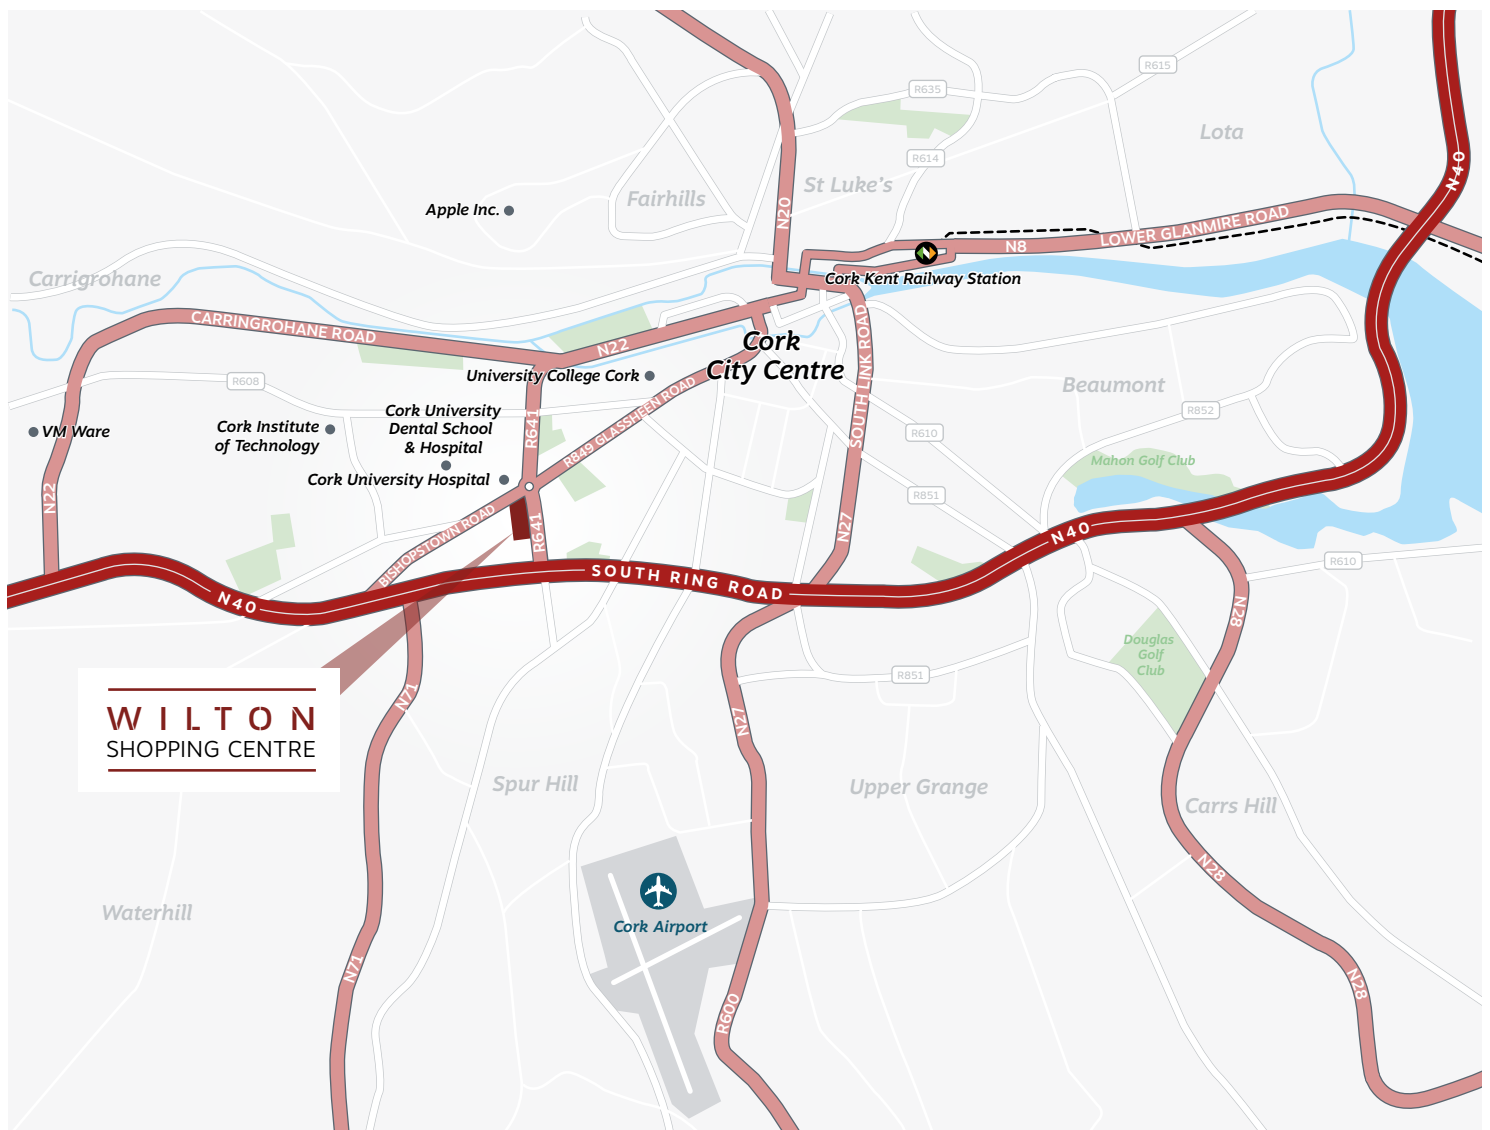 R615
R635
Lota
N40
R614
St Luke's
Fairhills
Apple Inc.
N20
LOWER GLANMIRE ROAD
N8
Carrigrohane
Cork Kent Railway Station
CARRINGROHANE ROAD
N22
Cork
City Centre
SOUTH LINK ROAD
R608
University College Cork
Beaumont
R852
R641
R849 GLASSHEEN ROAD
VM Ware
Cork Institute
of Technology
Cork University
Dental School
& Hospital
Cork University Hospital
R610
Mahon Golf Club
R851
N22
BISHOPSTOWN ROAD
R641
N27
N40
R610
SOUTH RING ROAD
N40
N28
Douglas
Golf
Club
R851
N71
N27
WILTON
SHOPPING CENTRE
Spur Hill
Upper Grange
Carrs Hill
N28
Waterhill
Cork Airport
N71
N28
R600